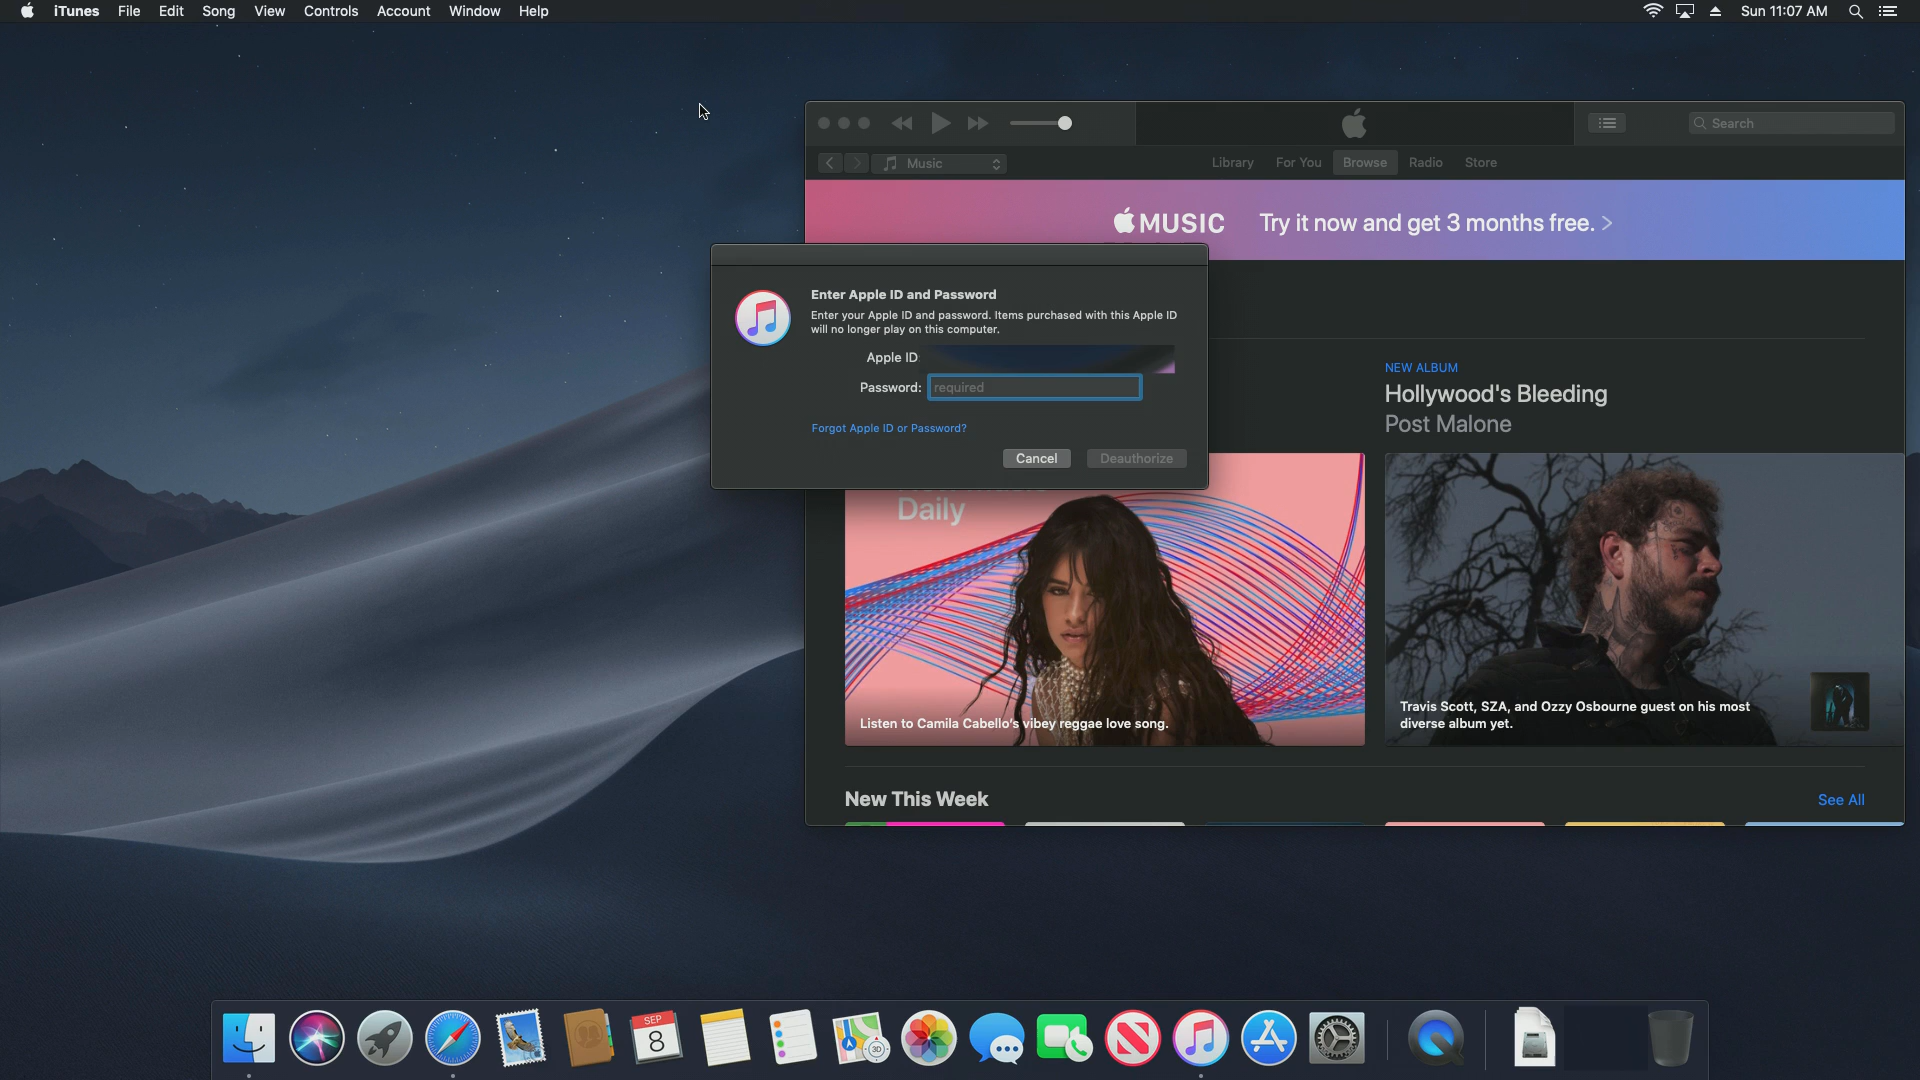 iTunes File Edit Song View Controls Account Window Help
Sun 11:07 AM
Search
Music
Library For You Browse Radio Store
MUSIC Try it now and get 3 months free. >
Enter Apple ID and Password
Enter your Apple ID and password. Items purchased with this Apple ID
will no longer play on this computer.
Apple ID
Password: required
Forgot Apple ID or Password?
Cancel Deauthorize
NEW ALBUM
Hollywood's Bleeding
Post Malone
Daily
Listen to Camila Cabello's vibey reggae love song.
Travis Scott, SZA, and Ozzy Osbourne guest on his most
diverse album yet.
New This Week
See All
SEP
8
3D